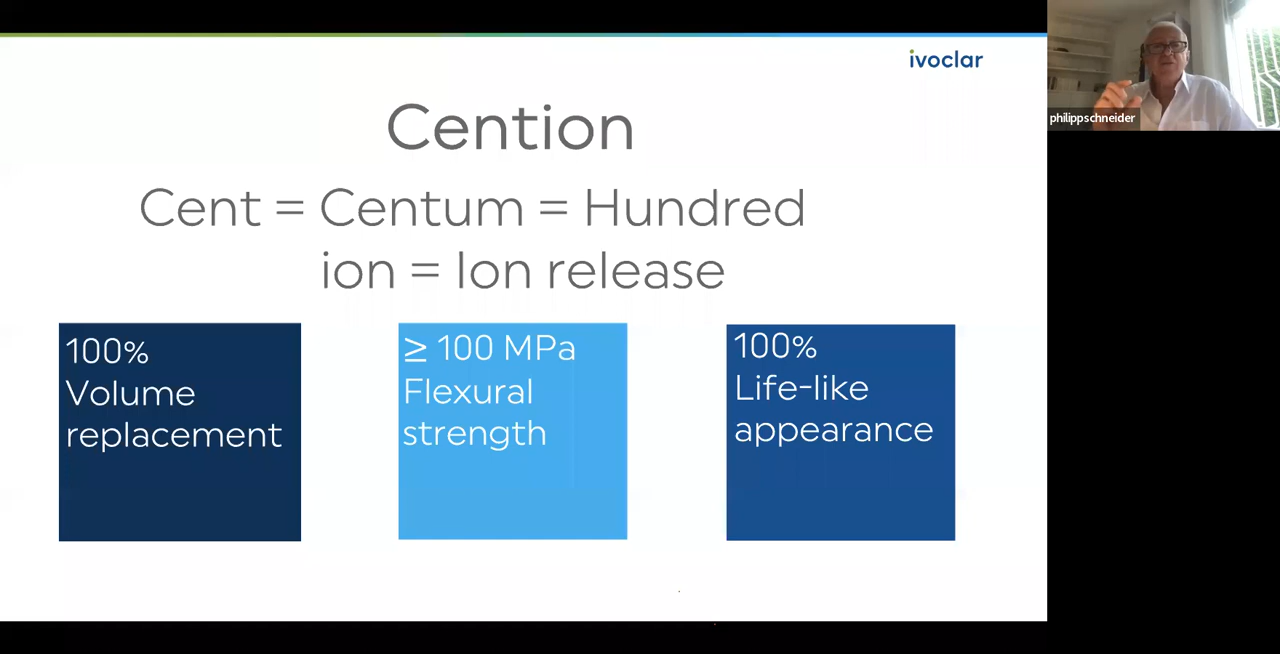 ivoclar
philippschneider
Cention
Cent = Centum = Hundred
ion = Ion release
100%
Volume
replacement
≥ 100 MPa
Flexural
strength
100%
Life-like
appearance